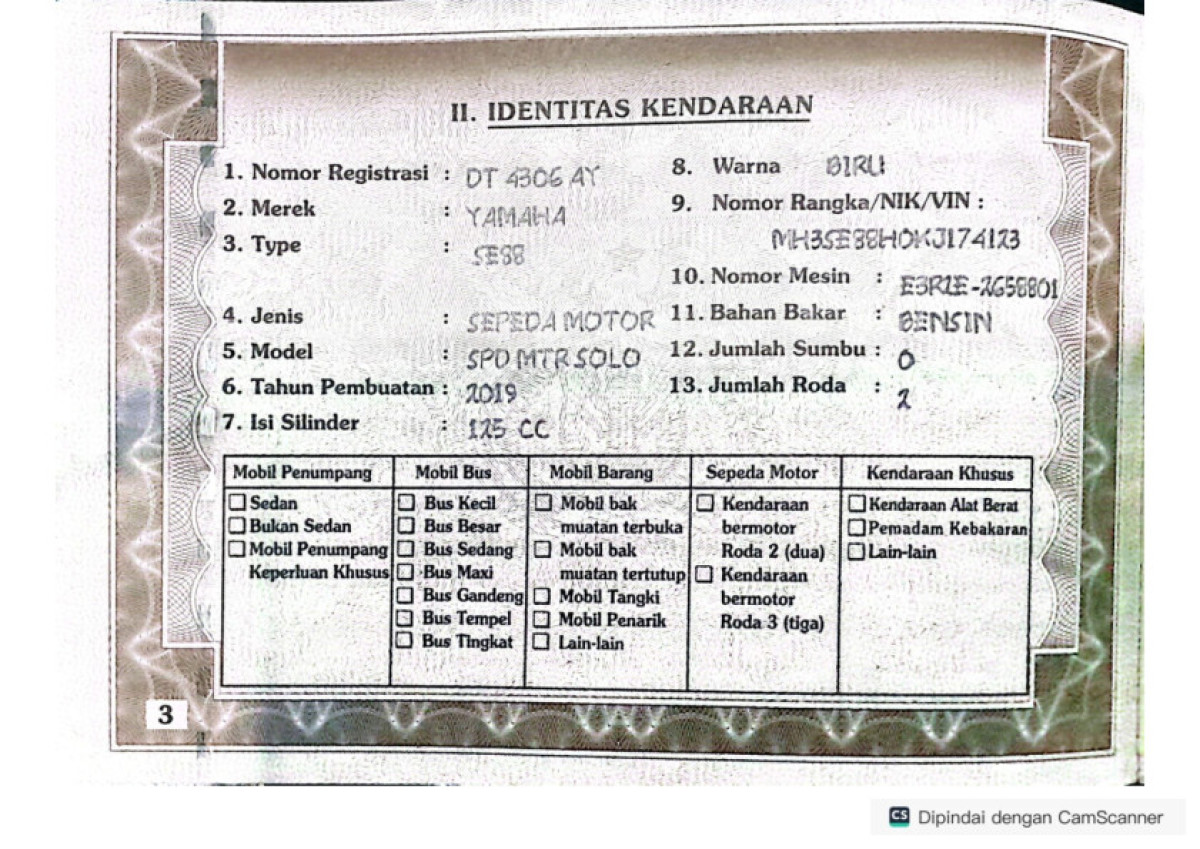 II. IDENTITAS KENDARAAN
1. Nomor Registrasi : DT 4306 AY
2. Merek : YAMAHA
3. Type : SE88
4. Jenis : SEPEDA MOTOR
5. Model : SPD MTR SOLO
6. Tahun Pembuatan : 2019
7. Isi Silinder : 125 CC
8. Warna BIRU
9. Nomor Rangka/NIK/VIN :
MH3SE88H0KJ174123
10. Nomor Mesin : E3R2E-2658801
11. Bahan Bakar : BENSIN
12. Jumlah Sumbu : 0
13. Jumlah Roda : 2
Mobil Penumpang
Sedan
Bukan Sedan
Mobil Penumpang
Keperluan Khusus
Mobil Bus
Bus Kecil
Bus Besar
Bus Sedang
Bus Maxi
Bus Gandeng
Bus Tempel
Bus Tingkat
Mobil Barang
Mobil bak
muatan terbuka
Mobil bak
muatan tertutup
Mobil Tangki
Mobil Penarik
Lain-lain
Sepeda Motor
Kendaraan
bermotor
Roda 2 (dua)
Kendaraan
bermotor
Roda 3 (tiga)
Kendaraan Khusus
Kendaraan Alat Berat
Pemadam Kebakaran
Lain-lain
3
CS Dipindai dengan CamScanner